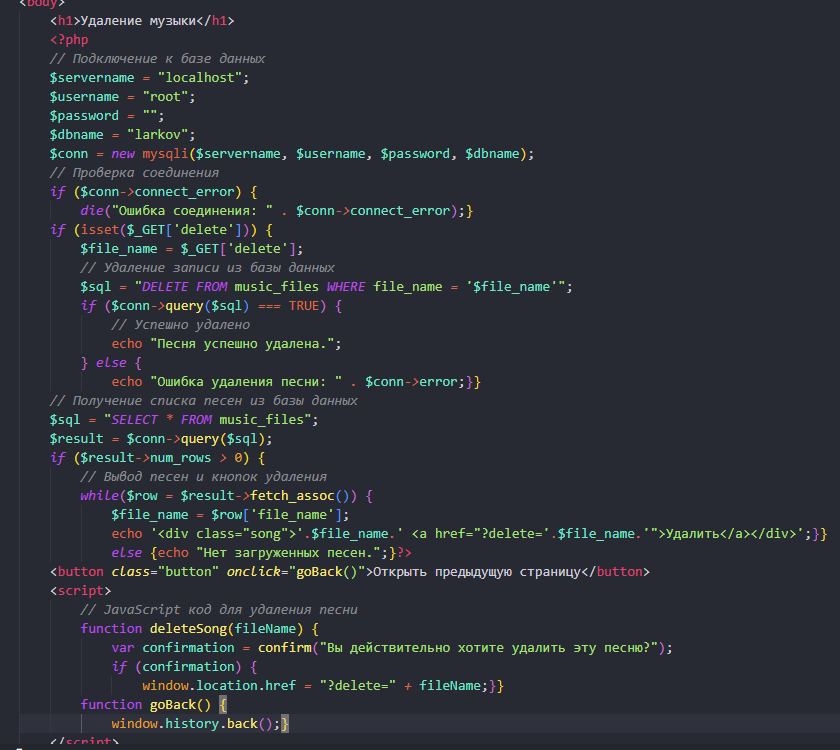 <body>
<h1>Удаление музыки</h1>
<?php
// Подключение к базе данных
$servername = "localhost";
$username = "root";
$password = "";
$dbname = "larkov";
$conn = new mysqli($servername, $username, $password, $dbname);
// Проверка соединения
if ($conn->connect_error) {
die("Ошибка соединения: " . $conn->connect_error);}
if (isset($_GET['delete'])) {
$file_name = $_GET['delete'];
// Удаление записи из базы данных
$sql = "DELETE FROM music_files WHERE file_name = '$file_name'";
if ($conn->query($sql) === TRUE) {
// Успешно удалено
echo "Песня успешно удалена.";
} else {
echo "Ошибка удаления песни: " . $conn->error;}}
// Получение списка песен из базы данных
$sql = "SELECT * FROM music_files";
$result = $conn->query($sql);
if ($result->num_rows > 0) {
// Вывод песен и кнопок удаления
while($row = $result->fetch_assoc()) {
$file_name = $row['file_name'];
echo '<div class="song">'.$file_name.' <a href="?delete='.$file_name.'">Удалить</a></div>';}}
else {echo "Нет загруженных песен.";}?>
<button class="button" onclick="goBack()">Открыть предыдущую страницу</button>
<script>
// JavaScript код для удаления песни
function deleteSong(fileName) {
var confirmation = confirm("Вы действительно хотите удалить эту песню?");
if (confirmation) {
window.location.href = "?delete=" + fileName;}}
function goBack() {
window.history.back();}
</script>